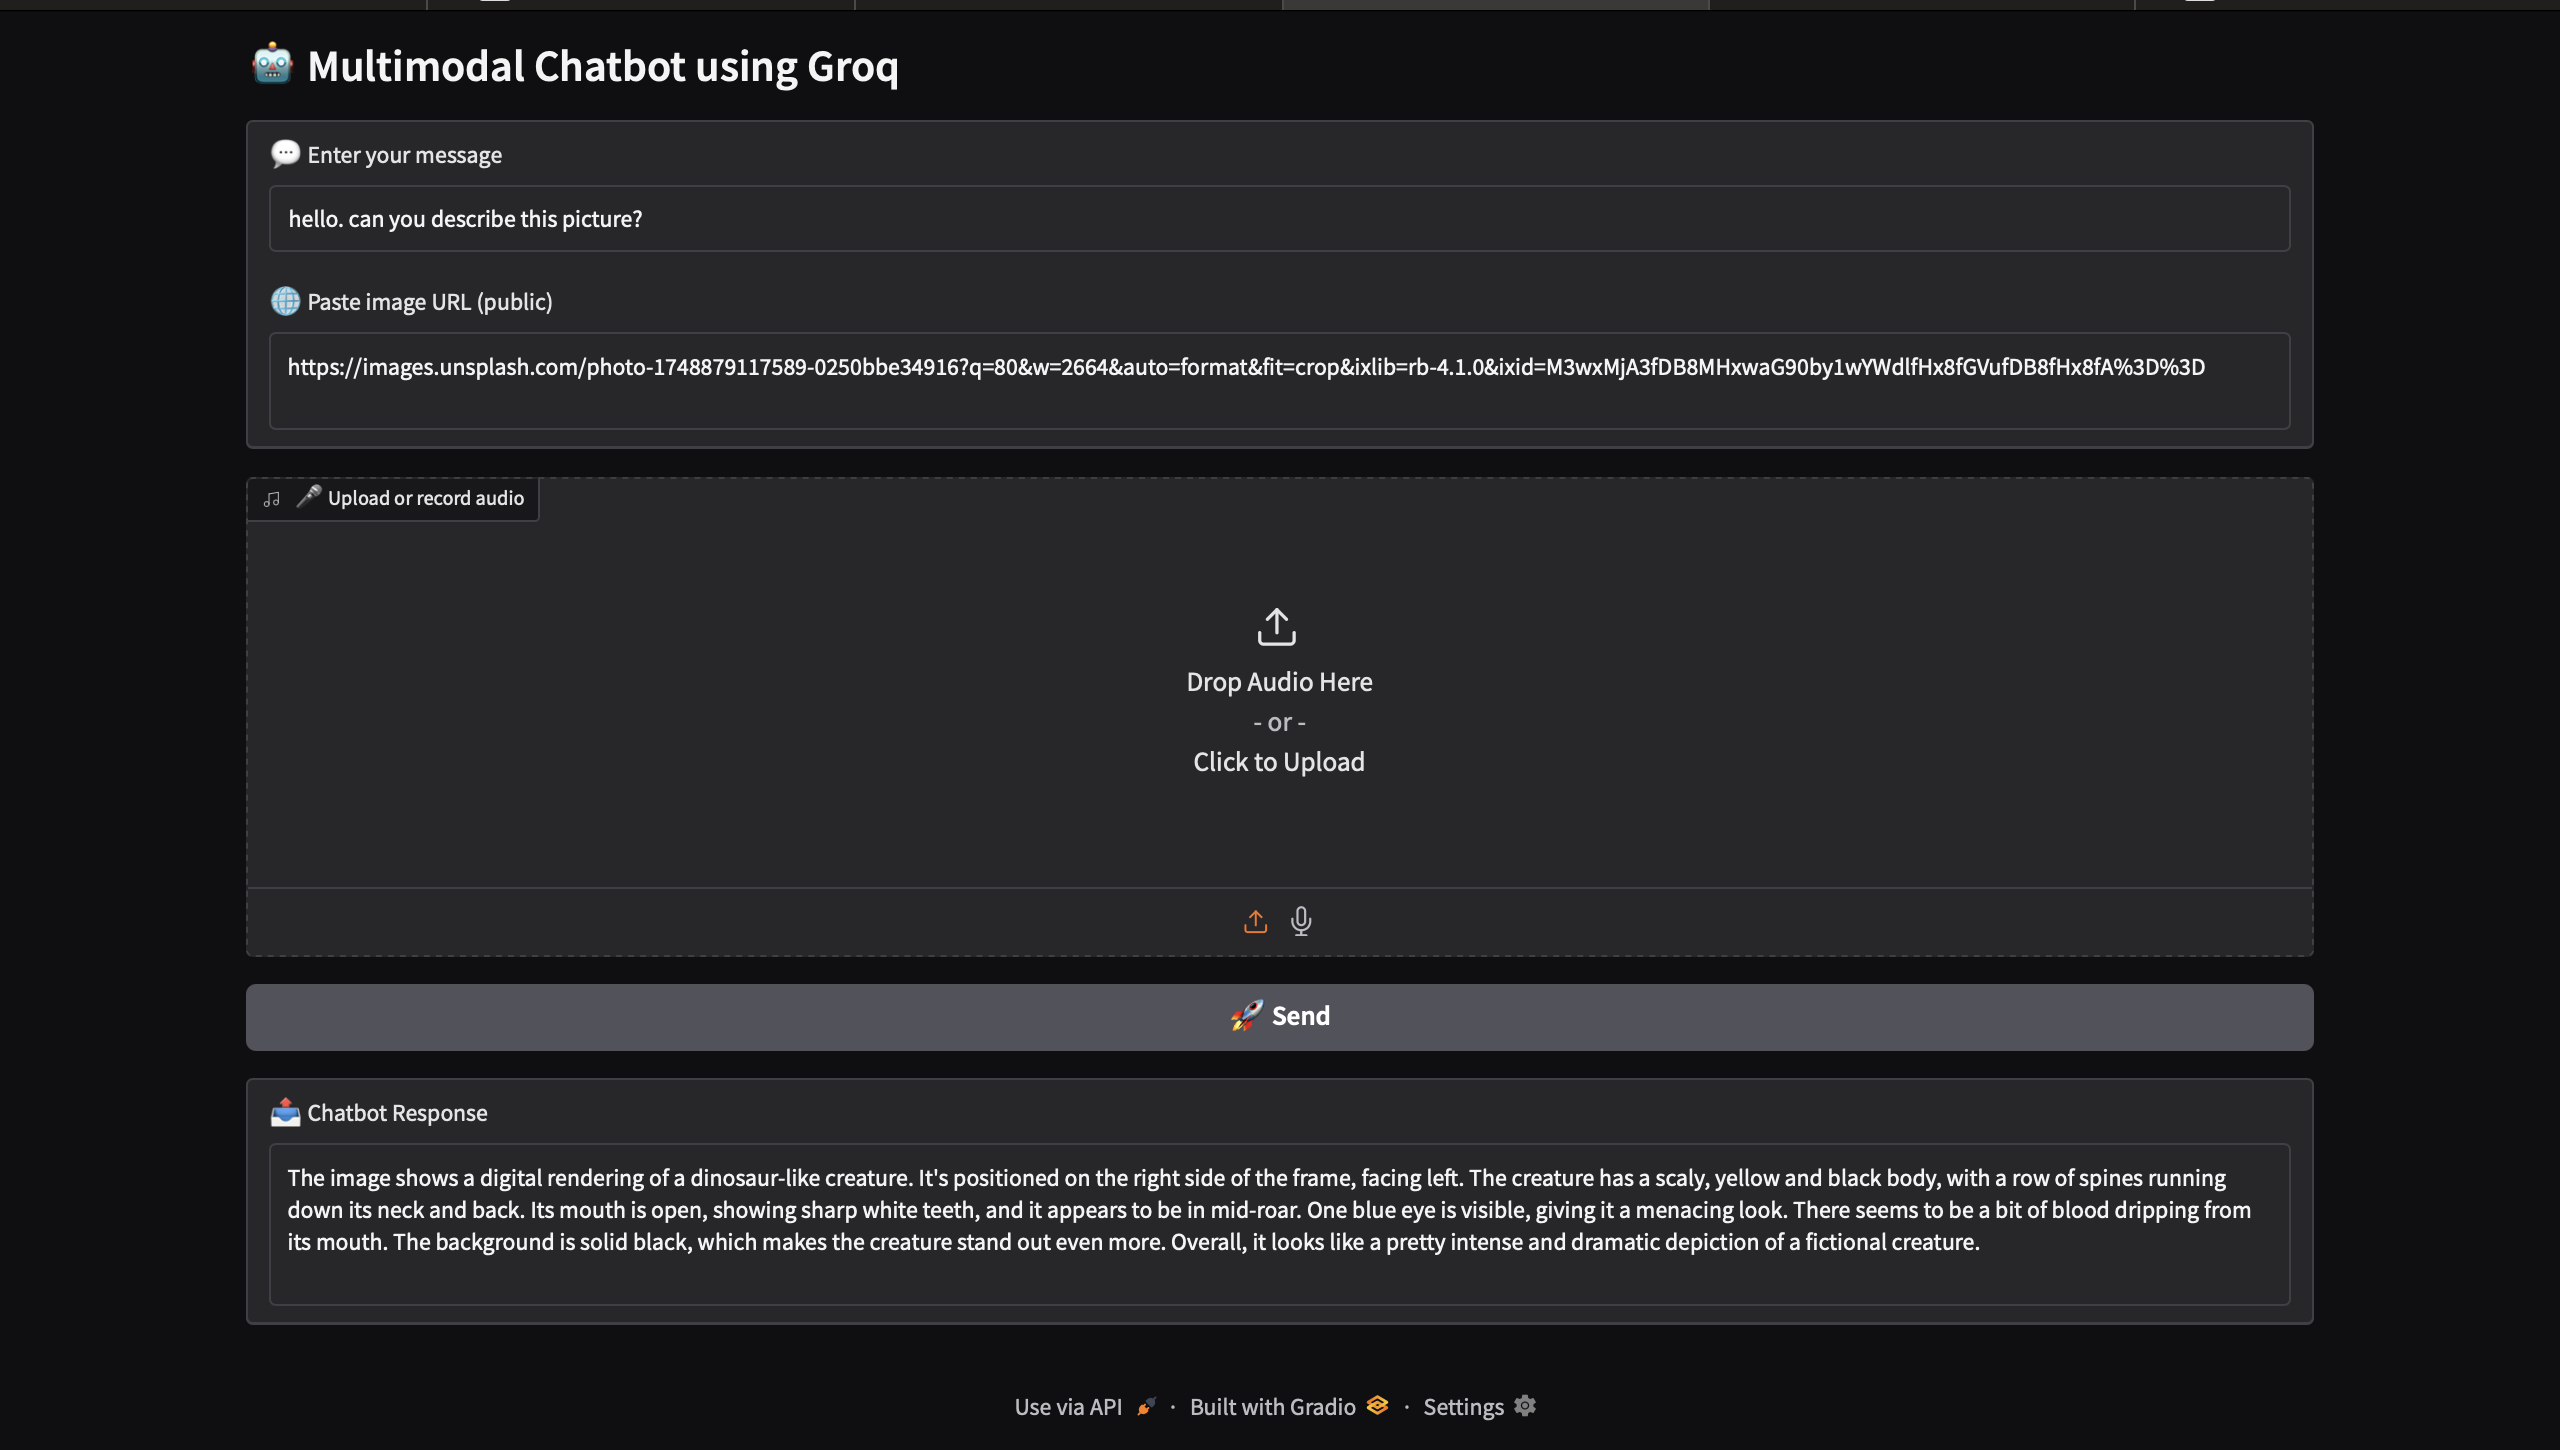 🤖 Multimodal Chatbot using Groq
💬 Enter your message
hello. can you describe this picture?
🌐 Paste image URL (public)
https://images.unsplash.com/photo-1748879117589-0250bbe34916?q=80&w=2664&auto=format&fit=crop&ixlib=rb-4.1.0&ixid=M3wxMjA3fDB8MHxwaG90by1wYWdlfHx8fGVufDB8fHx8fA%3D%3D
🎤 Upload or record audio
Drop Audio Here
- or -
Click to Upload
🚀 Send
📤 Chatbot Response
The image shows a digital rendering of a dinosaur-like creature. It's positioned on the right side of the frame, facing left. The creature has a scaly, yellow and black body, with a row of spines running
down its neck and back. Its mouth is open, showing sharp white teeth, and it appears to be in mid-roar. One blue eye is visible, giving it a menacing look. There seems to be a bit of blood dripping from
its mouth. The background is solid black, which makes the creature stand out even more. Overall, it looks like a pretty intense and dramatic depiction of a fictional creature.
Use via API · Built with Gradio · Settings